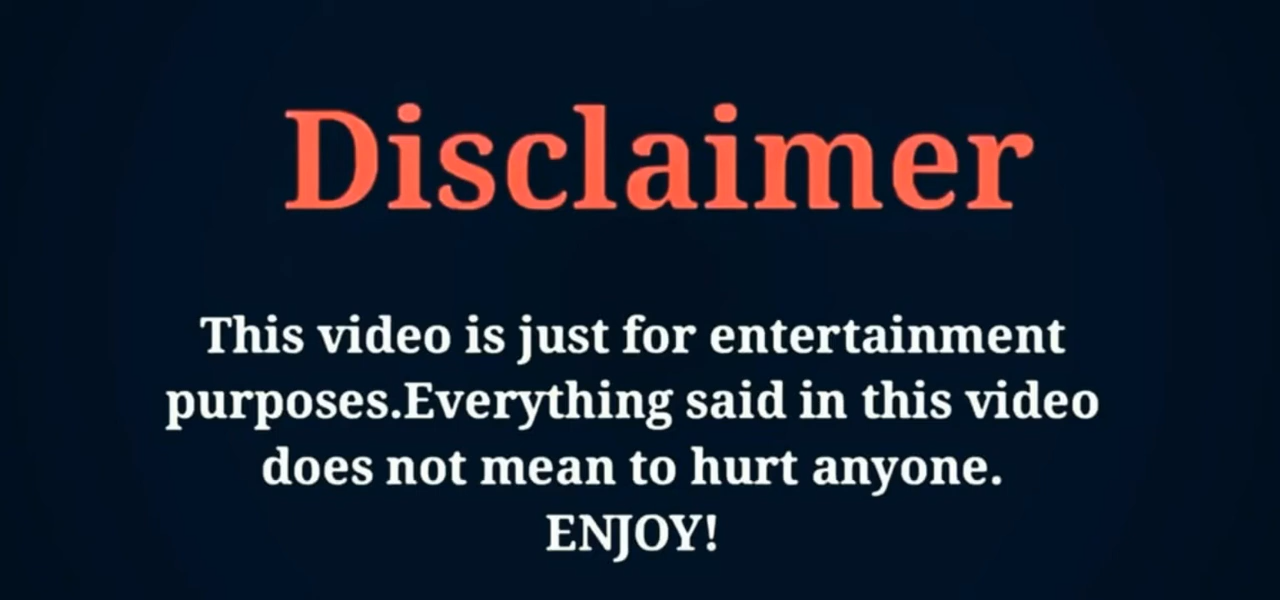 Disclaimer
This video is just for entertainment
purposes.Everything said in this video
does not mean to hurt anyone.
ENJOY!